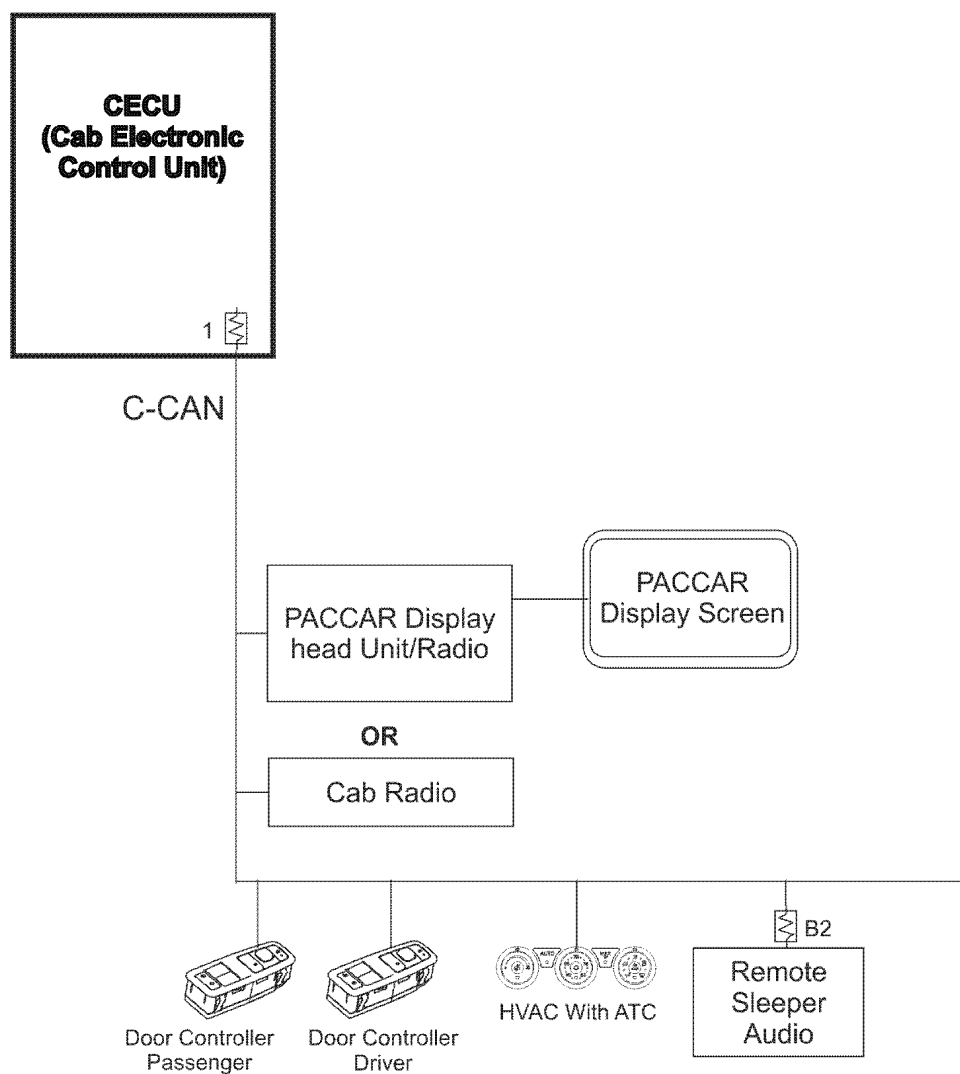 CECU
(Cab Electronic
Control Unit)
1
C-CAN
PACCAR Display
head Unit/Radio
PACCAR
Display Screen
OR
Cab Radio
B2
Remote
Sleeper
Audio
AUTO
HVAC With ATC
Door Controller
Passenger
Door Controller
Driver